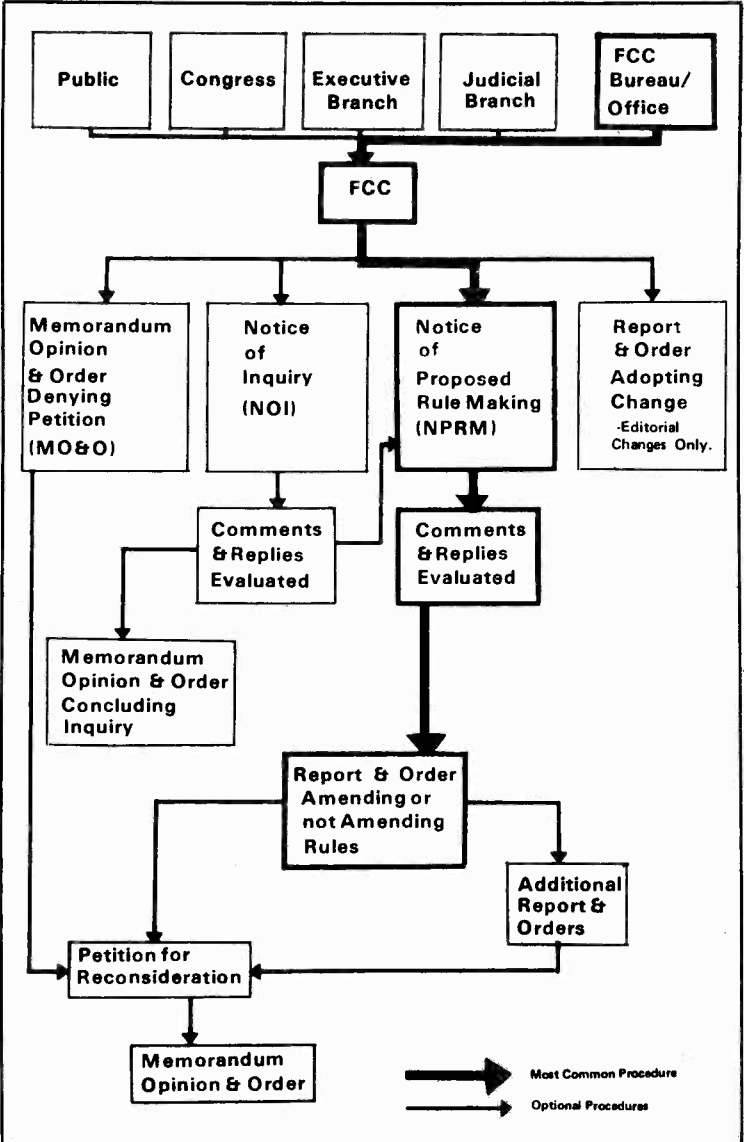 Public
Congress
Executive
Branch
Judicial
Branch
FCC
Bureau/
Office
FCC
Memorandum
Opinion
& Order
Denying
Petition
(MO&O)
Notice
of
Inquiry
(NOI)
Notice
of
Proposed
Rule Making
(NPRM)
Report
& Order
Adopting
Change
-Editorial
Changes Only.
Comments
& Replies
Evaluated
Comments
& Replies
Evaluated
Memorandum
Opinion & Order
Concluding
Inquiry
Report & Order
Amending or
not Amending
Rules
Additional
Report &
Orders
Petition for
Reconsideration
Memorandum
Opinion & Order
Most Common Procedure
Optional Procedures